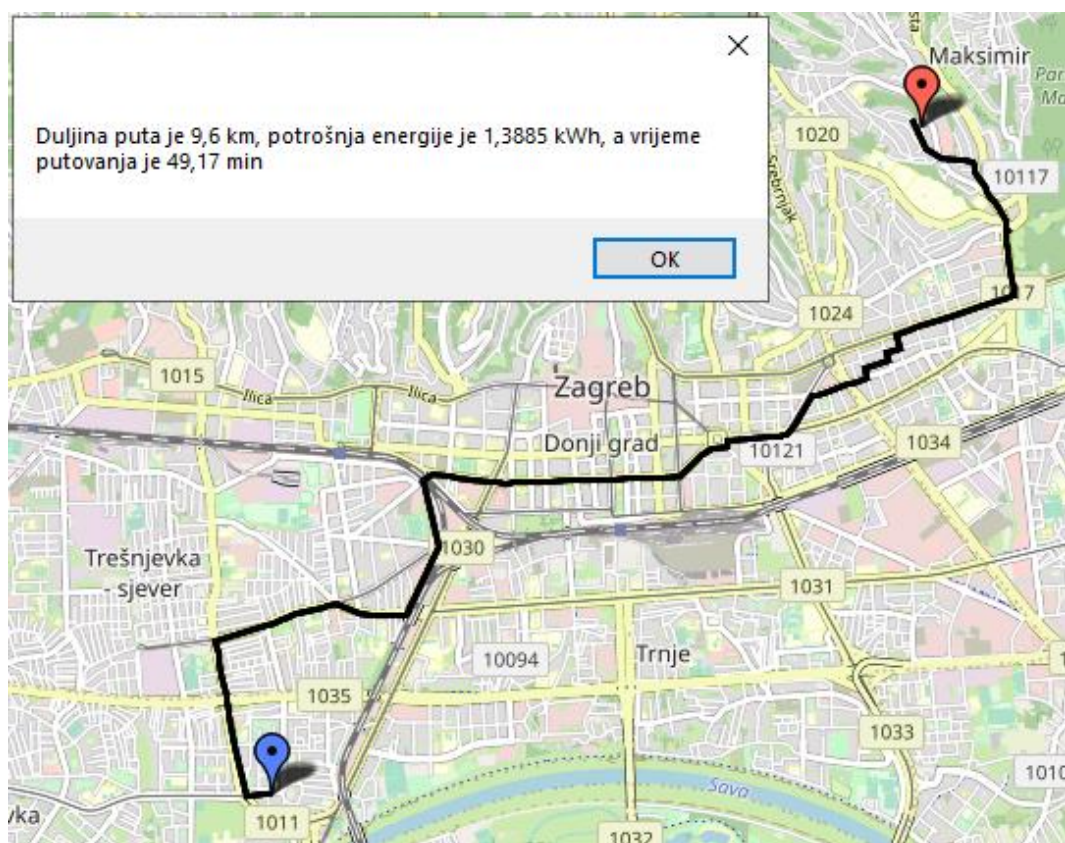 Duljina puta je 9,6 km, potrošnja energije je 1,3885 kWh, a vrijeme
putovanja je 49,17 min
OK
Maksimir
1020
Srebrnjak
10117
1017
1024
1015
Ilica
Ilica
Zagreb
Donji grad
10121
1034
1030
Trešnjevka
- sjever
1031
10094
Trnje
1035
1033
Sava
1011
1032